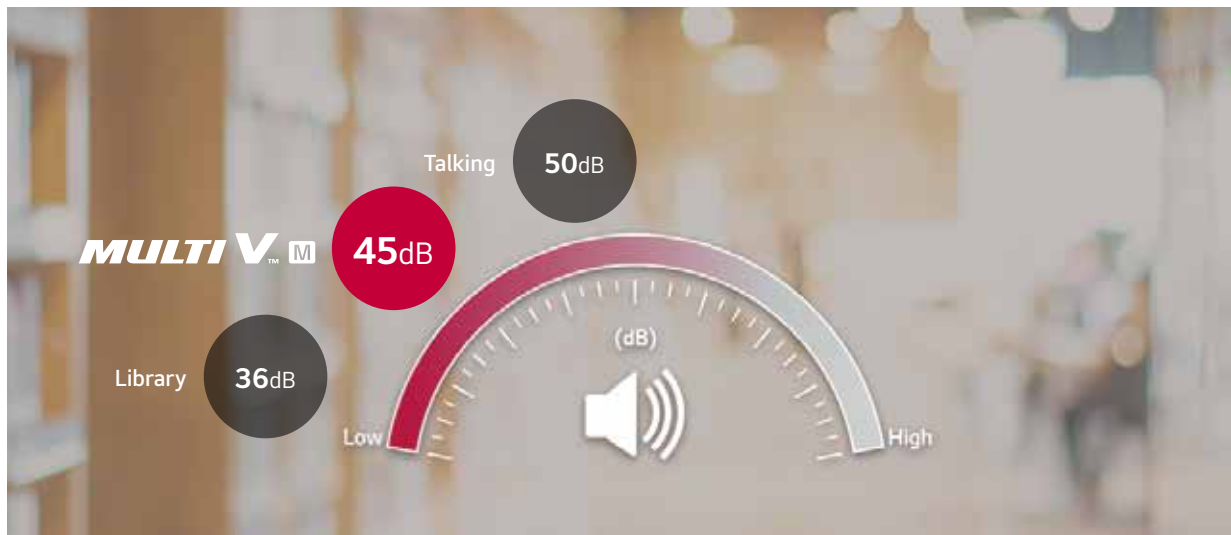 Talking 50dB
MULTI V™ M 45dB
Library 36dB
(dB)
Low
High